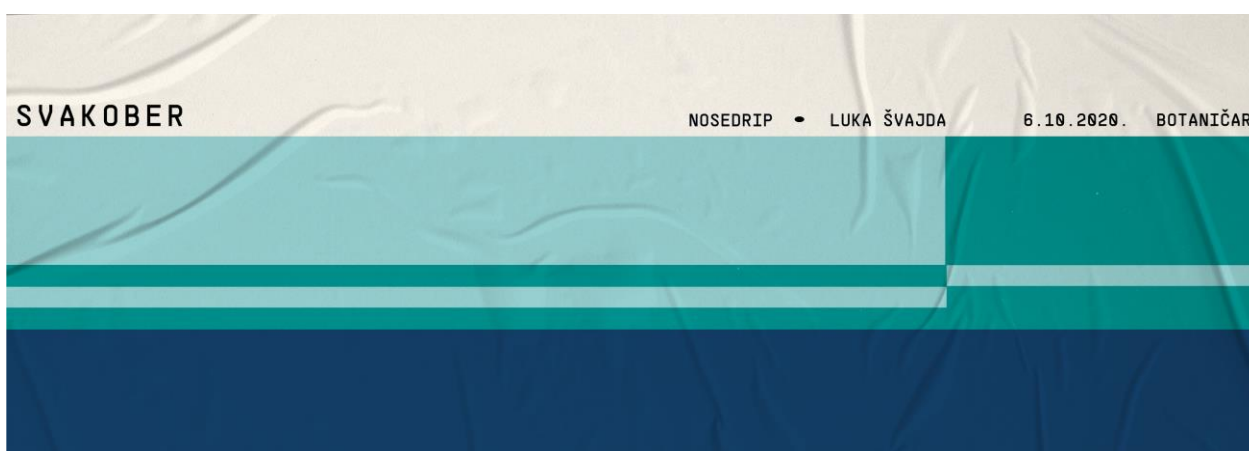 SVAKOBER
NOSEDRIP • LUKA ŠVAJDA 6.10.2020. BOTANIČAR